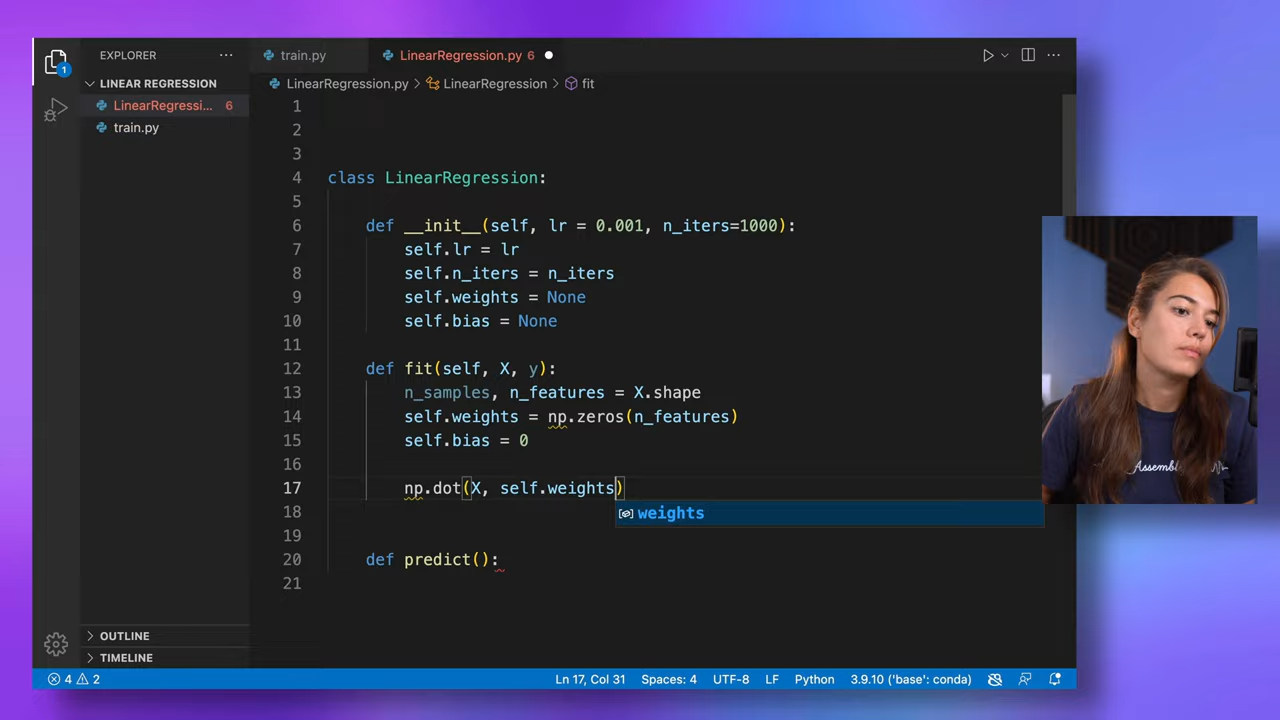 EXPLORER ···
LINEAR REGRESSION
LinearRegressi... 6
train.py
OUTLINE
TIMELINE
1
train.py
LinearRegression.py 6
LinearRegression.py > LinearRegression > fit
1
2
3
4 class LinearRegression:
5
6 def __init__(self, lr = 0.001, n_iters=1000):
7 self.lr = lr
8 self.n_iters = n_iters
9 self.weights = None
10 self.bias = None
11
12 def fit(self, X, y):
13 n_samples, n_features = X.shape
14 self.weights = np.zeros(n_features)
15 self.bias = 0
16
17 np.dot(X, self.weights)
weights
18
19
20 def predict():
21
Assembl
4 2 Ln 17, Col 31 Spaces: 4 UTF-8 LF Python 3.9.10 ('base': conda)